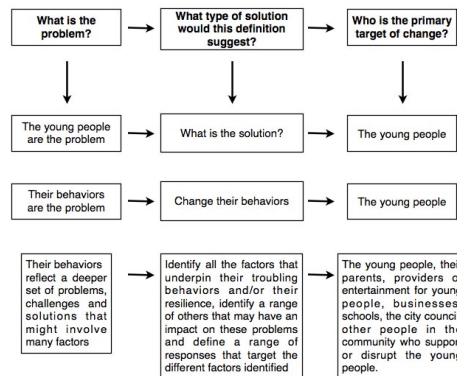 What is the
problem?
What type of solution
would this definition
suggest?
Who is the primary
target of change?
The young people
are the problem
What is the solution?
The young people
Their behaviors
are the problem
Change their behaviors
The young people
Their behaviors
reflect a deeper
set of problems,
challenges and
solutions that
might involve
many factors
Identify all the factors that
underpin their troubling
behaviors and/or their
resilience, identify a range
of others that may have an
impact on these problems
and define a range of
responses that target the
different factors identified
The young people, thei
parents, providers o
entertainment for young
people, businesses
schools, the city counci
other people in the
community who suppor
or disrupt the youn
people.